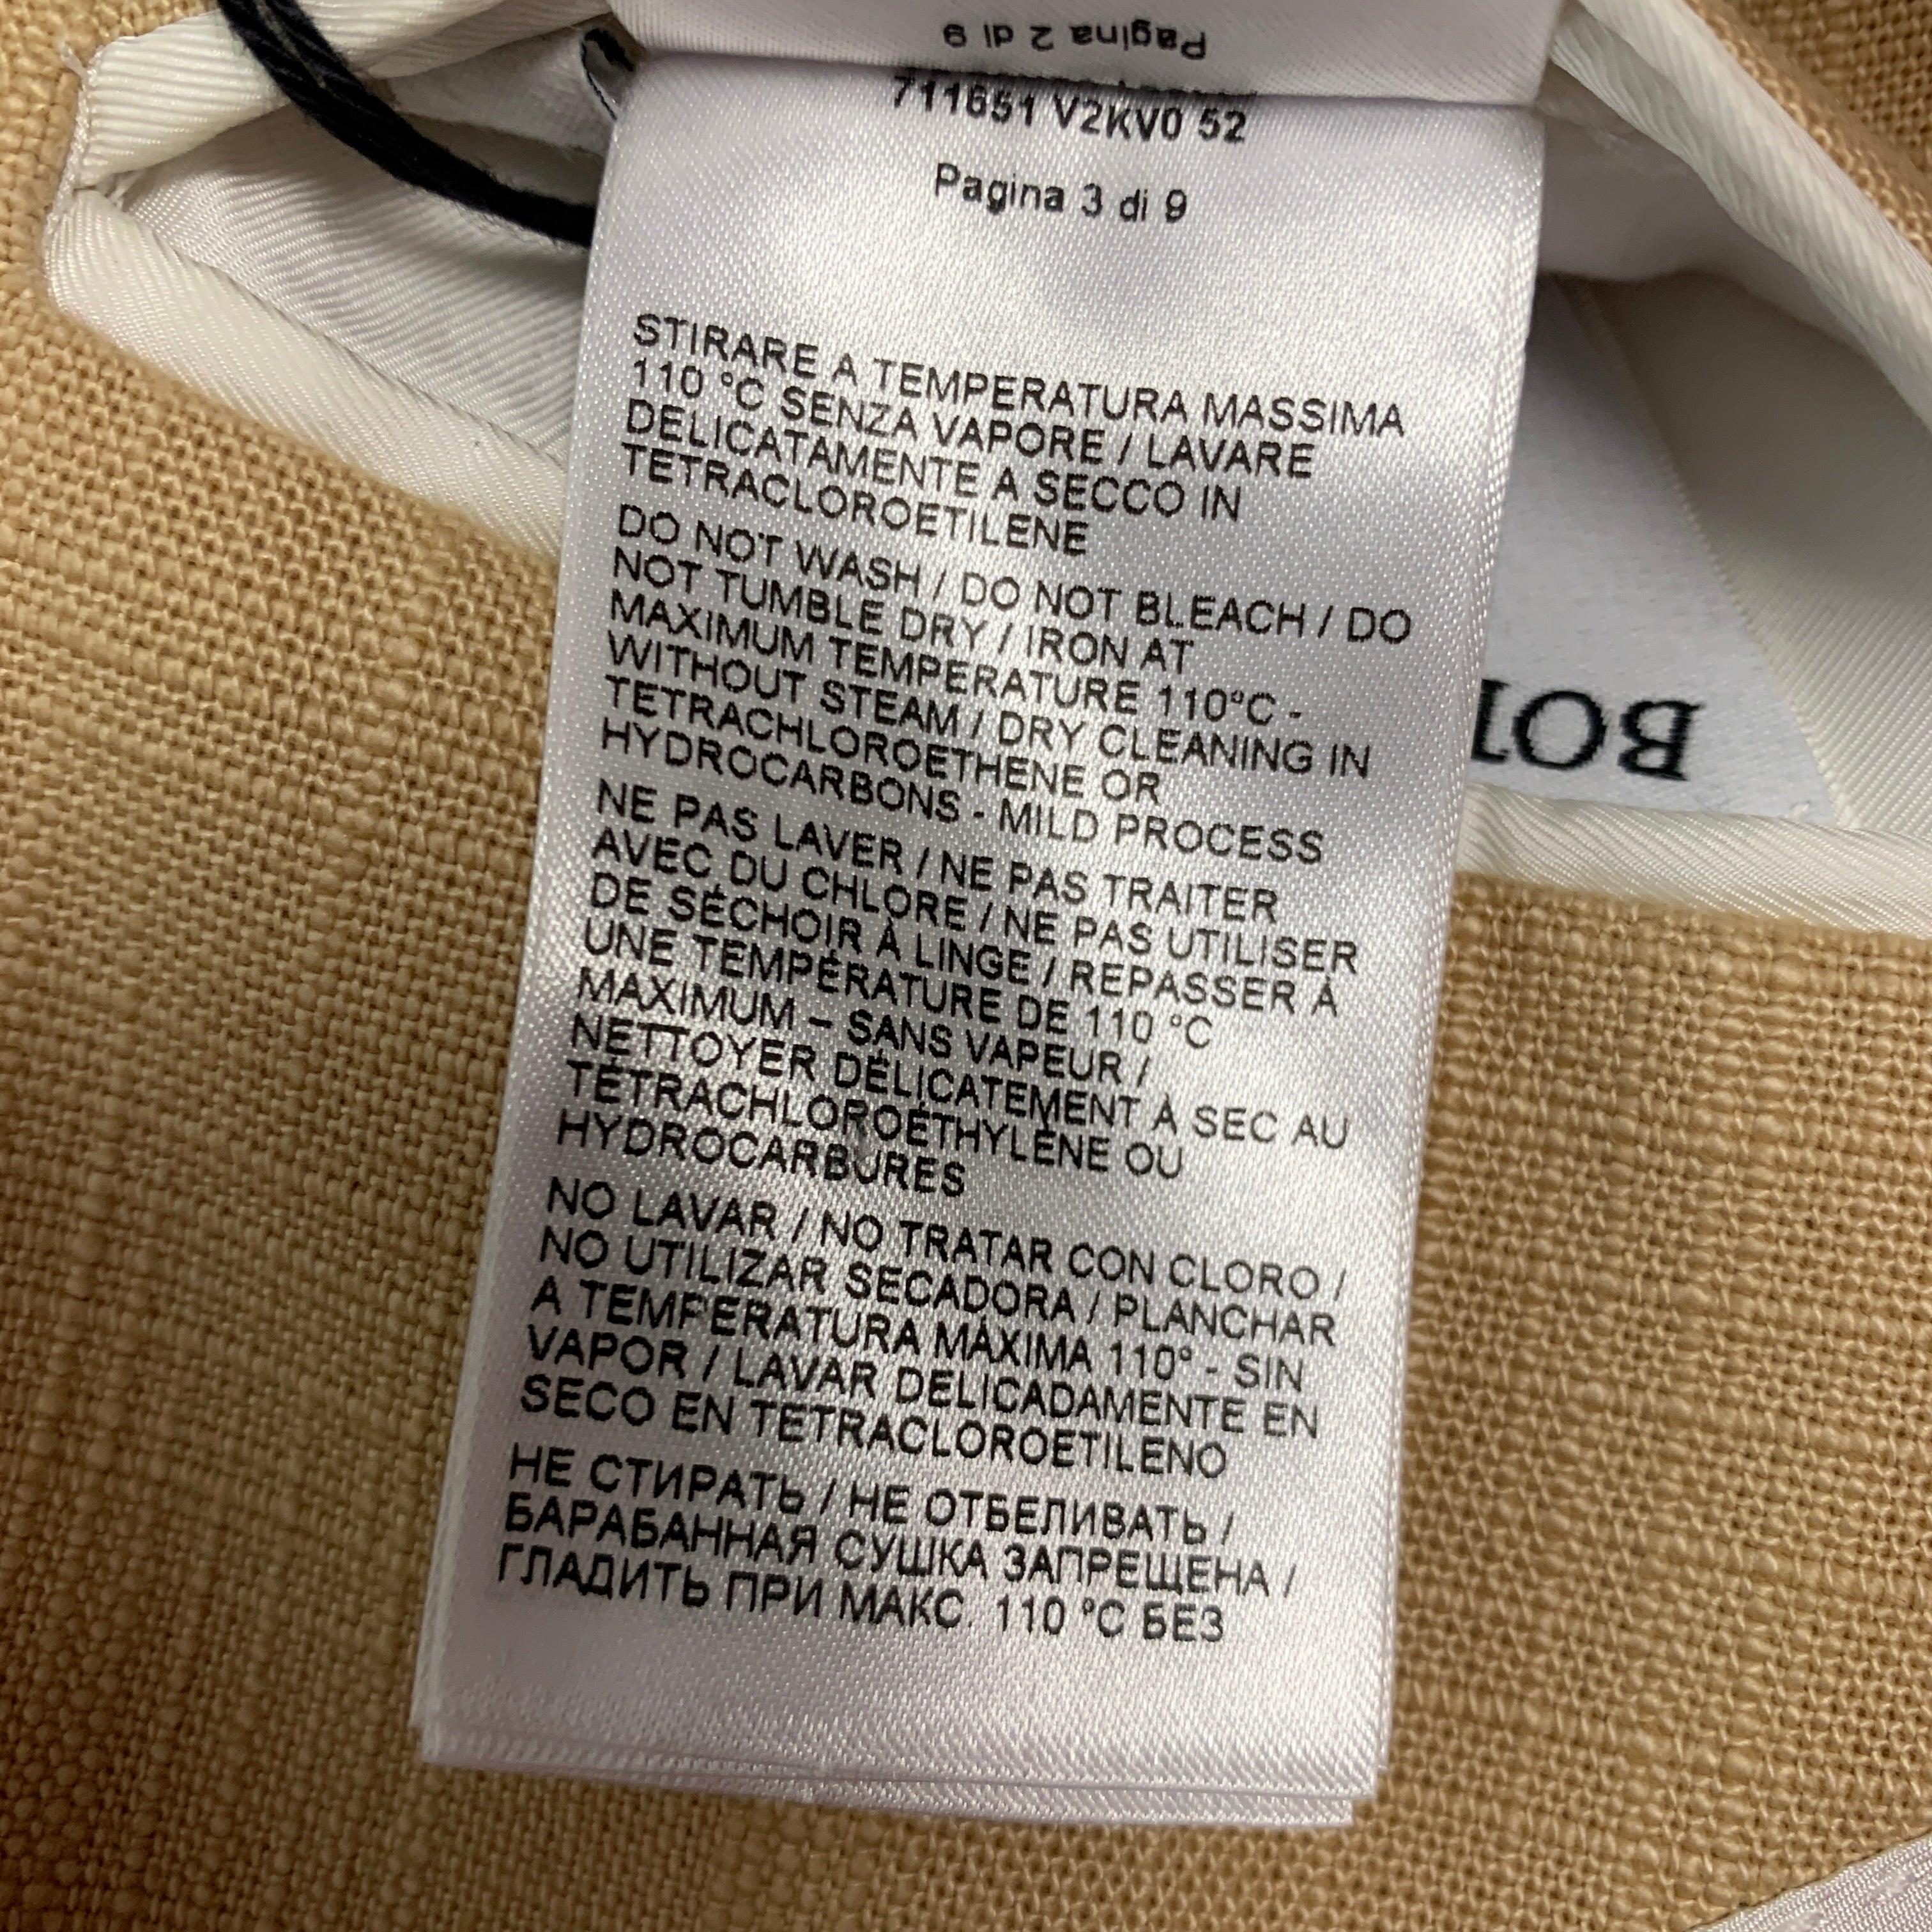 Pagina 2 di 9
711651 V2KV0 52
Pagina 3 di 9
STIRARE A TEMPERATURA MASSIMA
110 °C SENZA VAPORE / LAVARE
DELICATAMENTE A SECCO IN
TETRACLOROETILENE
DO NOT WASH / DO NOT BLEACH / DO
NOT TUMBLE DRY / IRON AT
MAXIMUM TEMPERATURE 110°C -
WITHOUT STEAM / DRY CLEANING IN
TETRACHLOROETHENE OR
HYDROCARBONS - MILD PROCESS
NE PAS LAVER / NE PAS TRAITER
AVEC DU CHLORE / NE PAS UTILISER
DE SÉCHOIR À LINGE / REPASSER À
UNE TEMPÉRATURE DE 110 °C
MAXIMUM – SANS VAPEUR /
NETTOYER DÉLICATEMENT À SEC AU
TÉTRACHLOROÉTHYLÈNE OU
HYDROCARBURES
NO LAVAR / NO TRATAR CON CLORO /
NO UTILIZAR SECADORA / PLANCHAR
A TEMPERATURA MÁXIMA 110° - SIN
VAPOR / LAVAR DELICADAMENTE EN
SECO EN TETRACLOROETILENO
НЕ СТИРАТЬ / НЕ ОТБЕЛИВАТЬ /
БАРАБАННАЯ СУШКА ЗАПРЕЩЕНА /
ГЛАДИТЬ ПРИ МАКС. 110 °C БЕЗ